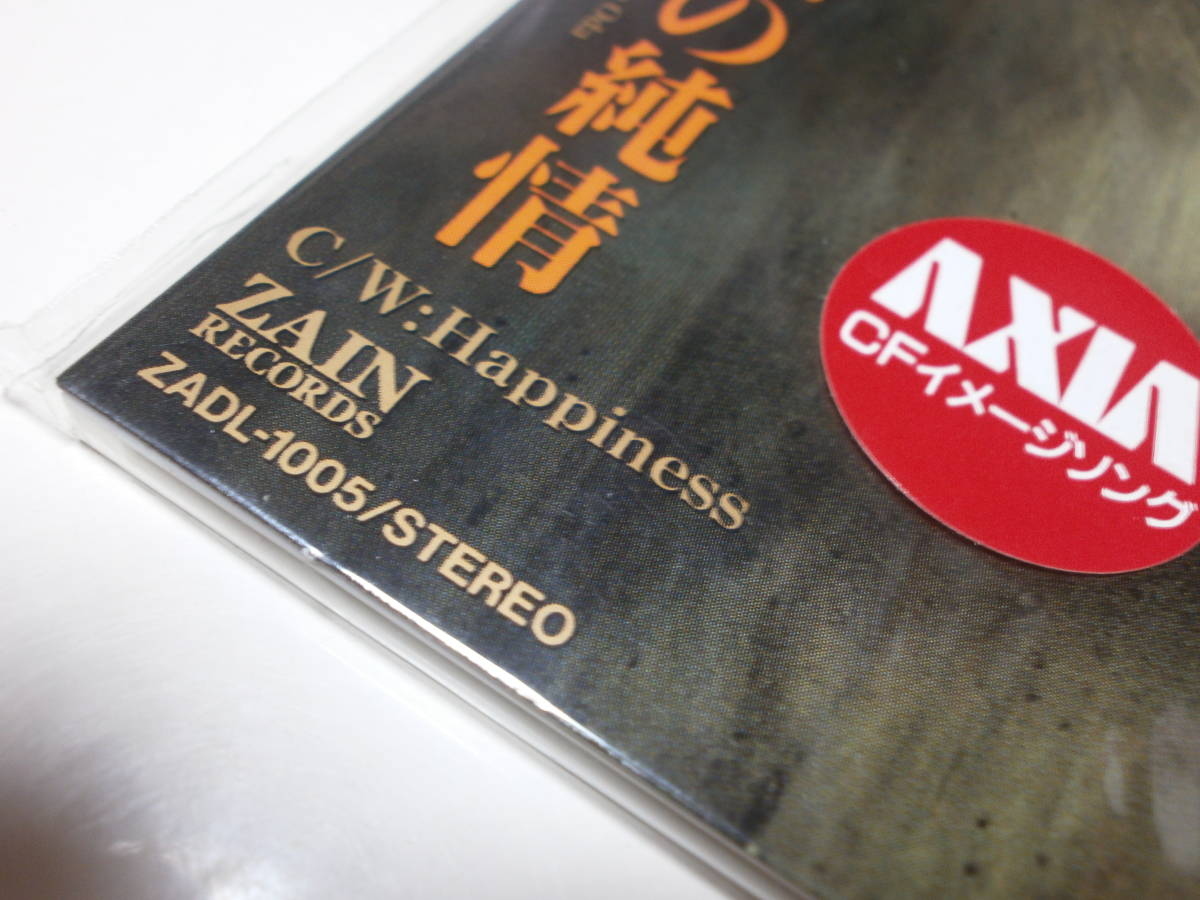 の純情
Oda
C/W:Happiness
ZAIN
RECORDS
ZADL-1005/STEREO
AXIA
CFイメージソング